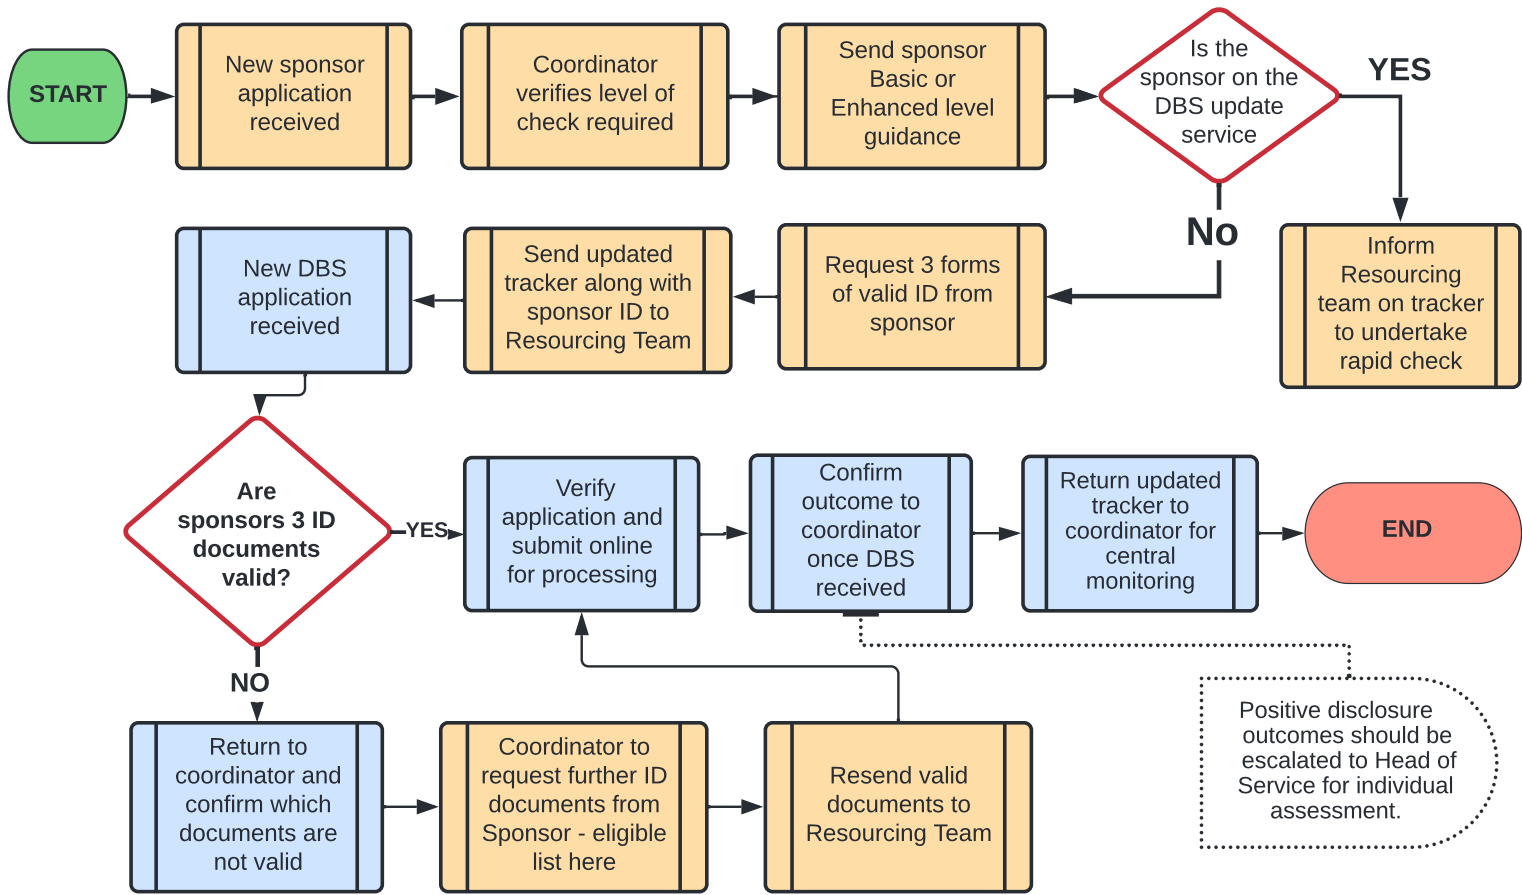 START
New sponsor
application
received
Coordinator
verifies level of
check required
Send sponsor
Basic or
Enhanced level
guidance
Is the
sponsor on the
DBS update
service
YES
No
Inform
Resourcing
team on tracker
to undertake
rapid check
Request 3 forms
of valid ID from
sponsor
Send updated
tracker along with
sponsor ID to
Resourcing Team
New DBS
application
received
Are
sponsors 3 ID
documents
valid?
YES
Verify
application and
submit online
for processing
Confirm
outcome to
coordinator
once DBS
received
Return updated
tracker to
coordinator for
central
monitoring
END
NO
Return to
coordinator and
confirm which
documents are
not valid
Coordinator to
request further ID
documents from
Sponsor - eligible
list here
Resend valid
documents to
Resourcing Team
Positive disclosure
outcomes should be
escalated to Head of
Service for individual
assessment.